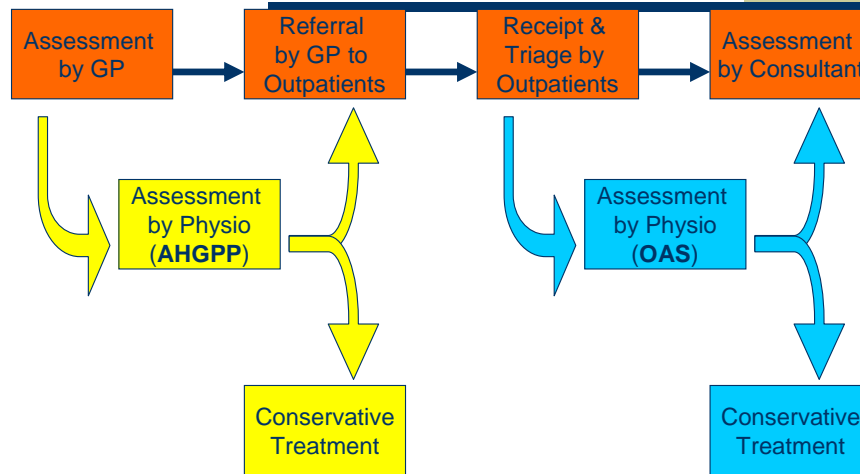 Assessment
by GP
Referral
by GP to
Outpatients
Receipt &
Triage by
Outpatients
Assessment
by Consultant
Assessment
by Physio
(AHGPP)
Assessment
by Physio
(OAS)
Conservative
Treatment
Conservative
Treatment